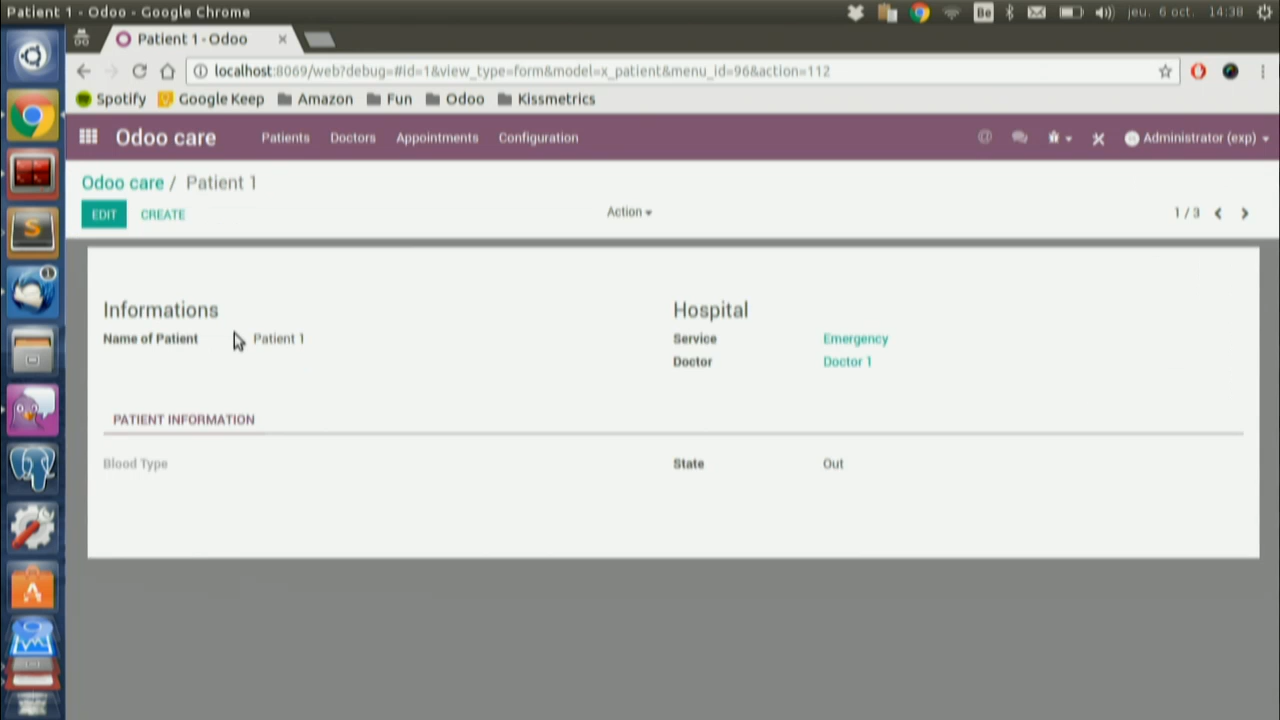 Patient 1 - Odoo - Google Chrome
Be
jeu. 6 oct. 14:38
Patient 1 - Odoo
localhost:8069/web?debug=#id=1&view_type=form&model=x_patient&menu_id=96&action=112
Spotify Google Keep Amazon Fun Odoo Kissmetrics
Odoo care Patients Doctors Appointments Configuration Administrator (exp)
Odoo care / Patient 1
EDIT CREATE Action 1 / 3
Informations Hospital
Name of Patient Patient 1 Service Emergency
Doctor Doctor 1
PATIENT INFORMATION
Blood Type State Out